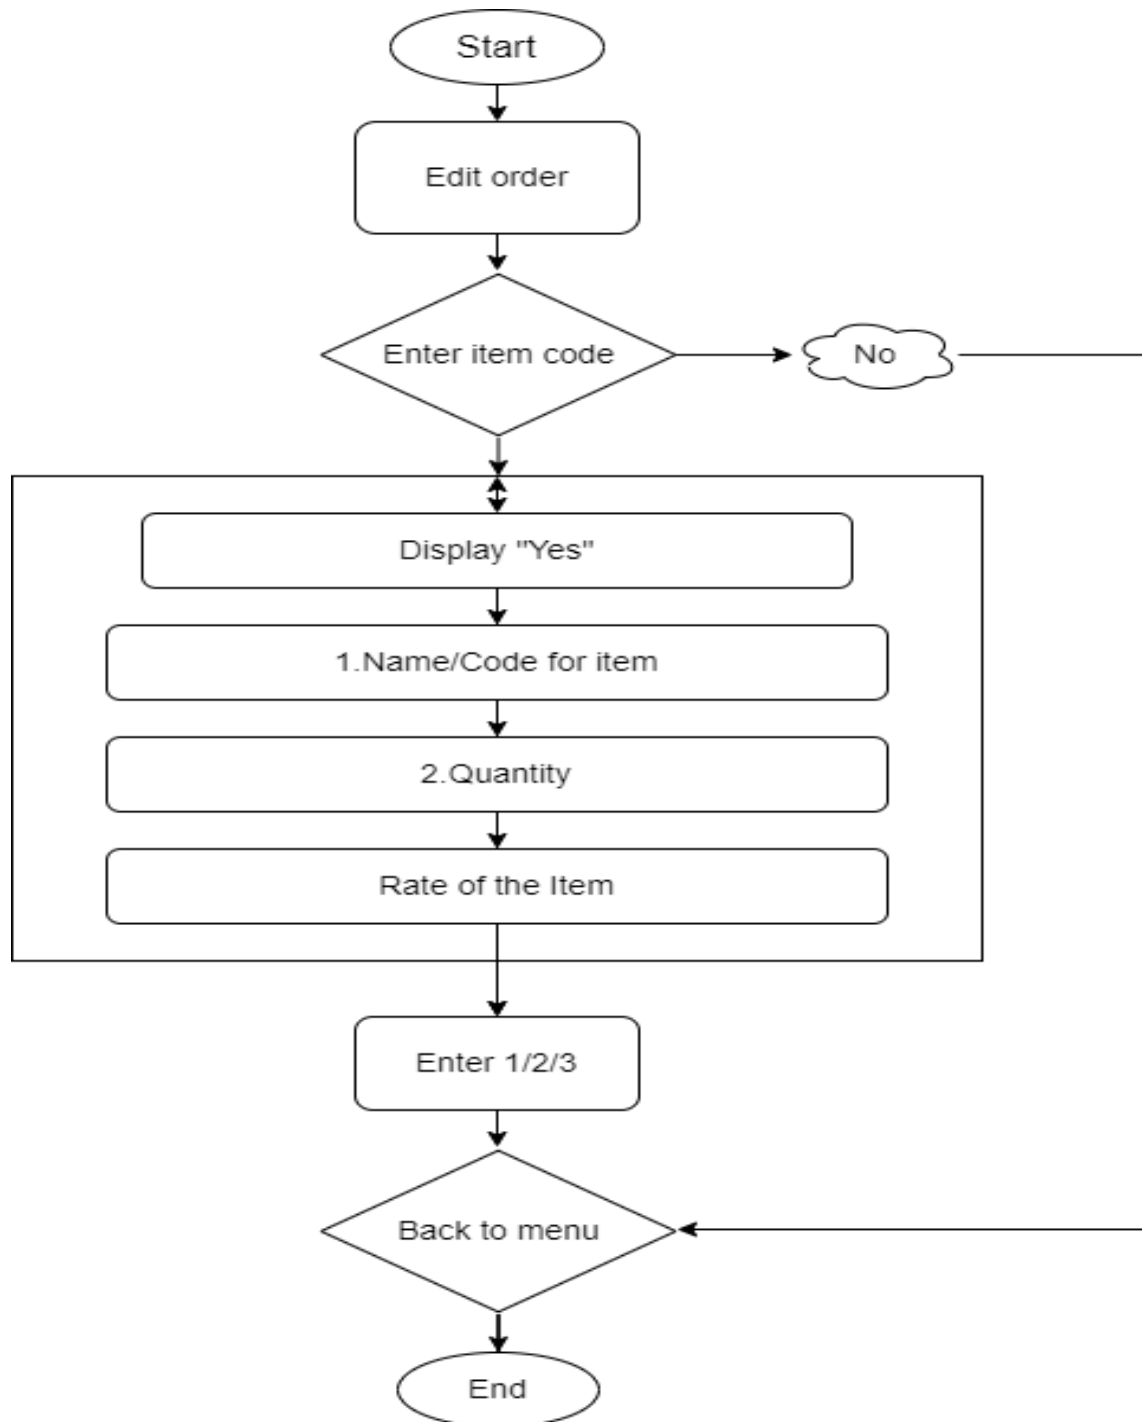 Start
Edit order
Enter item code
No
Display "Yes"
1.Name/Code for item
2.Quantity
Rate of the Item
Enter 1/2/3
Back to menu
End